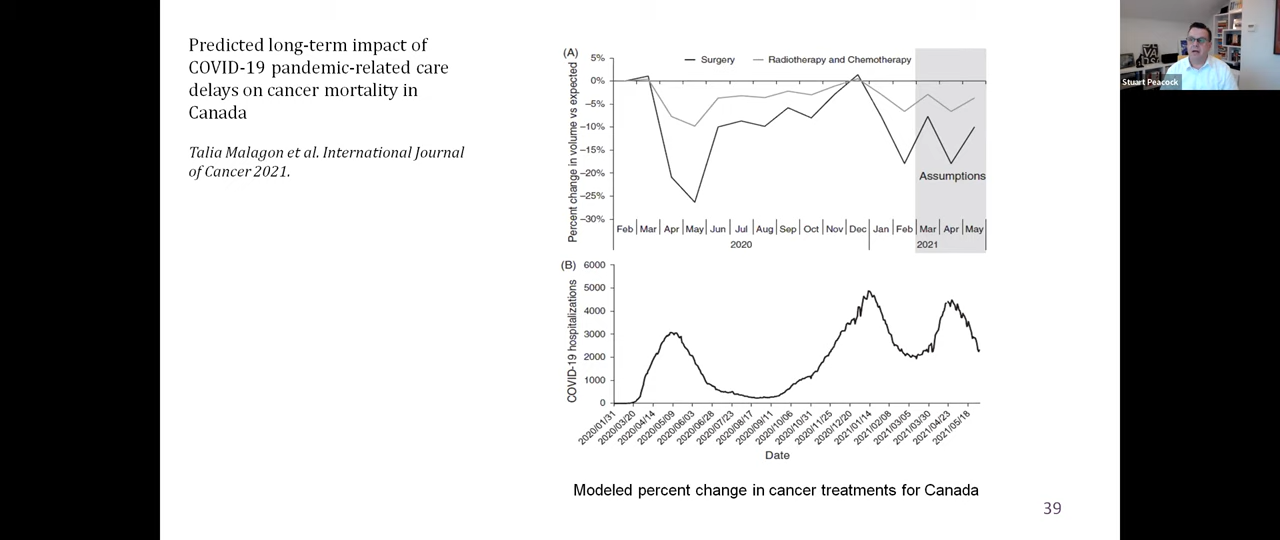 Predicted long-term impact of
COVID-19 pandemic-related care
delays on cancer mortality in
Canada
Talia Malagon et al. International Journal
of Cancer 2021.
(A)
Percent change in volume vs expected
5%
0%
−5%
−10%
−15%
−20%
−25%
−30%
Surgery
Radiotherapy and Chemotherapy
Assumptions
Feb Mar Apr May Jun Jul Aug Sep Oct Nov Dec Jan Feb Mar Apr May
2020 2021
(B)
COVID-19 hospitalizations
6000
5000
4000
3000
2000
1000
0
2020/01/31
2020/03/20
2020/04/14
2020/05/09
2020/06/03
2020/06/28
2020/07/23
2020/08/17
2020/09/11
2020/10/06
2020/10/31
2020/11/25
2020/12/20
2021/01/14
2021/02/08
2021/03/05
2021/03/30
2021/04/23
2021/05/18
Date
Modeled percent change in cancer treatments for Canada
39
Stuart Peacock